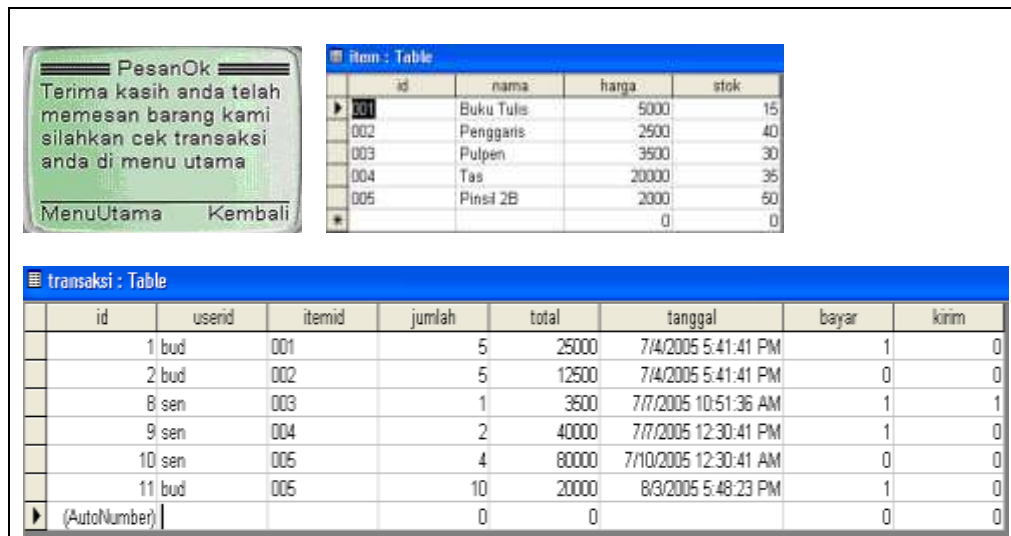 PesanOk
Terima kasih anda telah
memesan barang kami
silahkan cek transaksi
anda di menu utama
MenuUtama Kembali
item : Table
id nama harga stok
001 Buku Tulis 5000 15
002 Penggaris 2500 40
003 Pulpen 3500 30
004 Tas 20000 35
005 Pinsil 2B 2000 50
* 0 0
transaksi : Table
id userid itemid jumlah total tanggal bayar kirim
1 bud 001 5 25000 7/4/2005 5:41:41 PM 1 0
2 bud 002 5 12500 7/4/2005 5:41:41 PM 0 0
8 sen 003 1 3500 7/7/2005 10:51:36 AM 1 1
9 sen 004 2 40000 7/7/2005 12:30:41 PM 1 0
10 sen 005 4 80000 7/10/2005 12:30:41 AM 0 0
11 bud 005 10 20000 8/3/2005 5:48:23 PM 1 0
(AutoNumber) 0 0 0 0